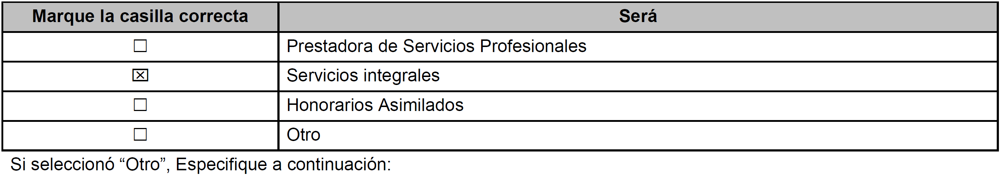 Marque la casilla correcta Será
☐ Prestadora de Servicios Profesionales
☒ Servicios integrales
☐ Honorarios Asimilados
☐ Otro
Si seleccionó “Otro”, Especifique a continuación: